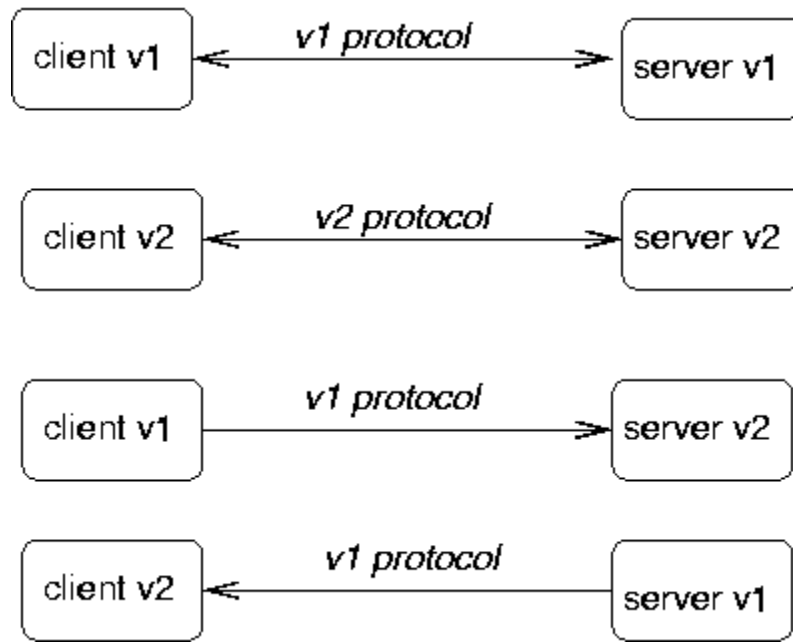 client v1
v1 protocol
server v1
client v2
v2 protocol
server v2
client v1
v1 protocol
server v2
client v2
v1 protocol
server v1